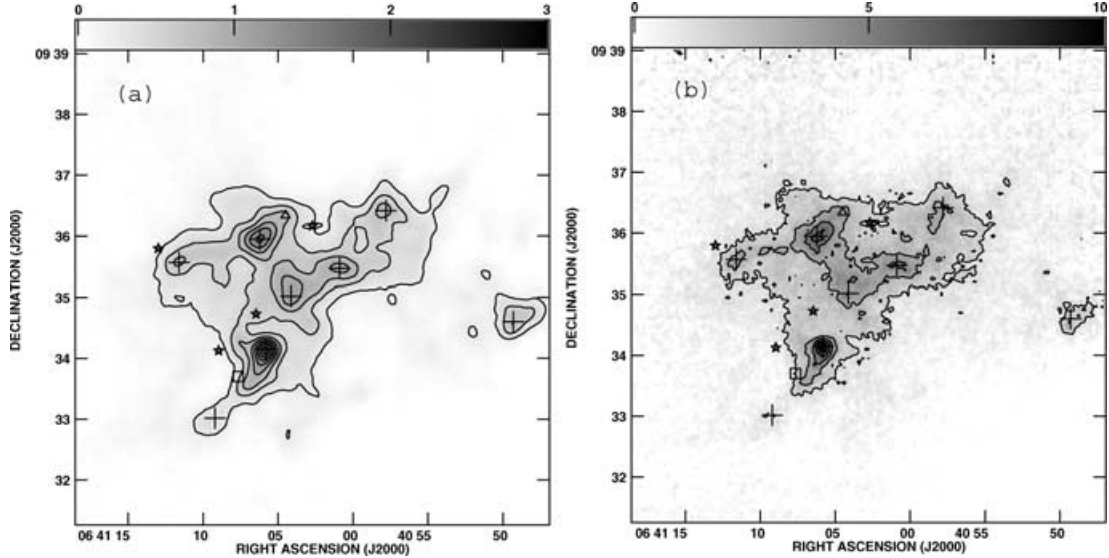 0 1 2 3
0 5 10
09 39
38
37
36
35
34
33
32
(a)
DECLINATION (J2000)
06 41 15 10 05 00 40 55 50
RIGHT ASCENSION (J2000)
09 39
38
37
36
35
34
33
32
(b)
DECLINATION (J2000)
06 41 15 10 05 00 40 55 50
RIGHT ASCENSION (J2000)